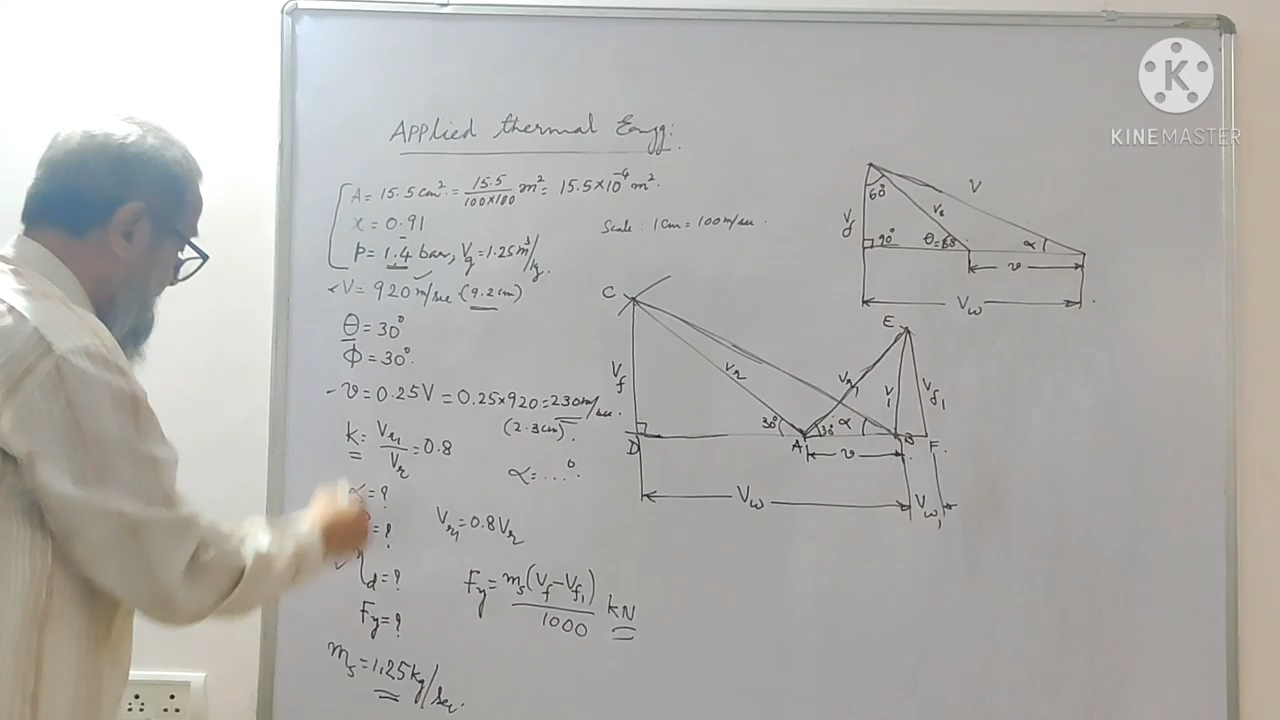 Applied thermal Engg:
A = 15.5 cm² = 15.5/100×100 m² = 15.5×10⁻⁴ m².
x = 0.91
p = 1.4 bar, Vg = 1.25 m³/kg.
V = 920 m/sec (9.2 cm)
θ = 30°
φ = 30°.
- v = 0.25V = 0.25×920 = 230 m/sec.
(2.3cm).
k = Vr₁/Vr = 0.8
α = ....°
α = ?
= ?
Vr₁ = 0.8 Vr
d = ?
Fy = ms(Vf - Vf₁)/1000 kN
Fy = ?
ms = 1.25 kg/sec.
Scale : 1 cm = 100 m/sec.
60°
V
Vf
Vr
90°
α
v
Vw
C
E
Vf
Vr
Vr₁
V₁
Vf₁
30°
30°
α
D
A
B
F
v
Vw
Vw₁
K
KINEMASTER